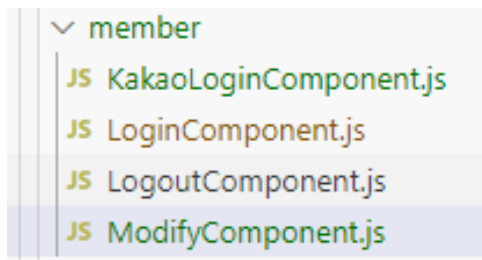 member
JS KakaoLoginComponent.js
JS LoginComponent.js
JS LogoutComponent.js
JS ModifyComponent.js